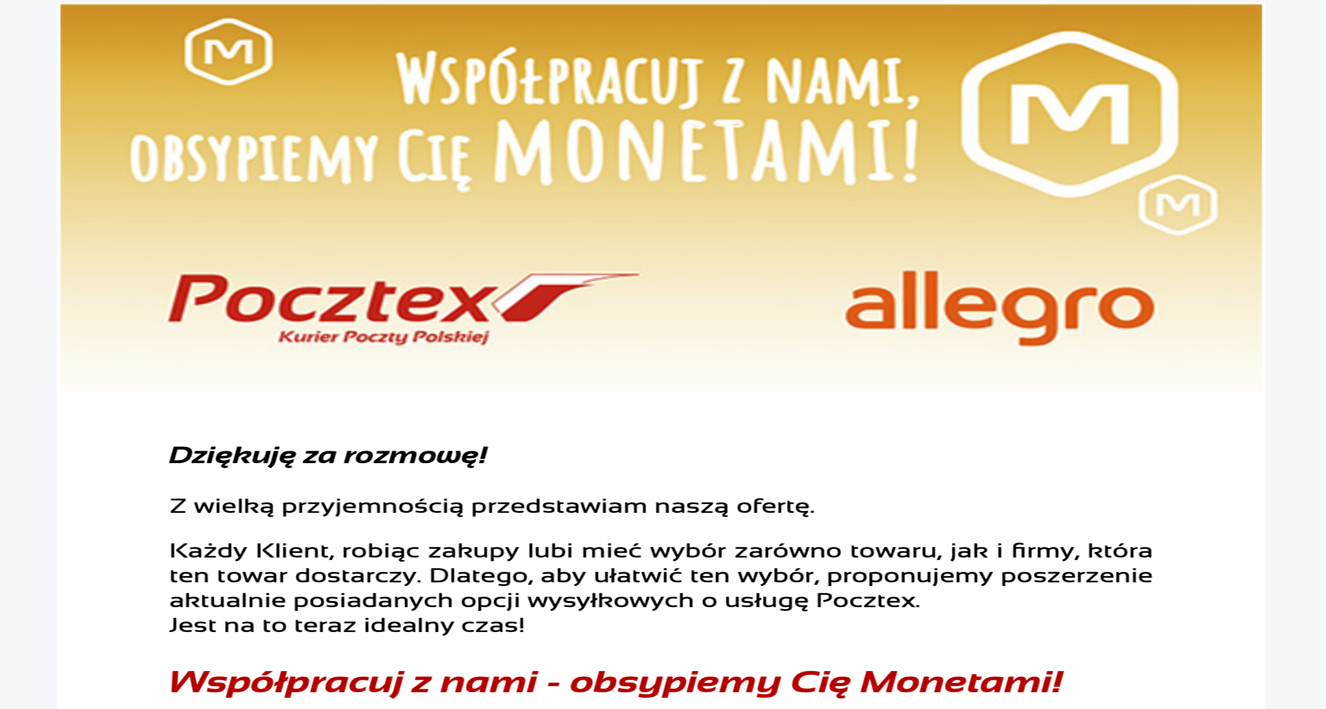 M
WSPÓŁPRACUJ Z NAMI,
OBSYPIEMY CIĘ MONETAMI!
M
M
Pocztex
Kurier Poczty Polskiej
allegro
Dziękuję za rozmowę!
Z wielką przyjemnością przedstawiam naszą ofertę.
Każdy Klient, robiąc zakupy lubi mieć wybór zarówno towaru, jak i firmy, która
ten towar dostarczy. Dlatego, aby ułatwić ten wybór, proponujemy poszerzenie
aktualnie posiadanych opcji wysyłkowych o usługę Pocztex.
Jest na to teraz idealny czas!
Współpracuj z nami - obsypiemy Cię Monetami!